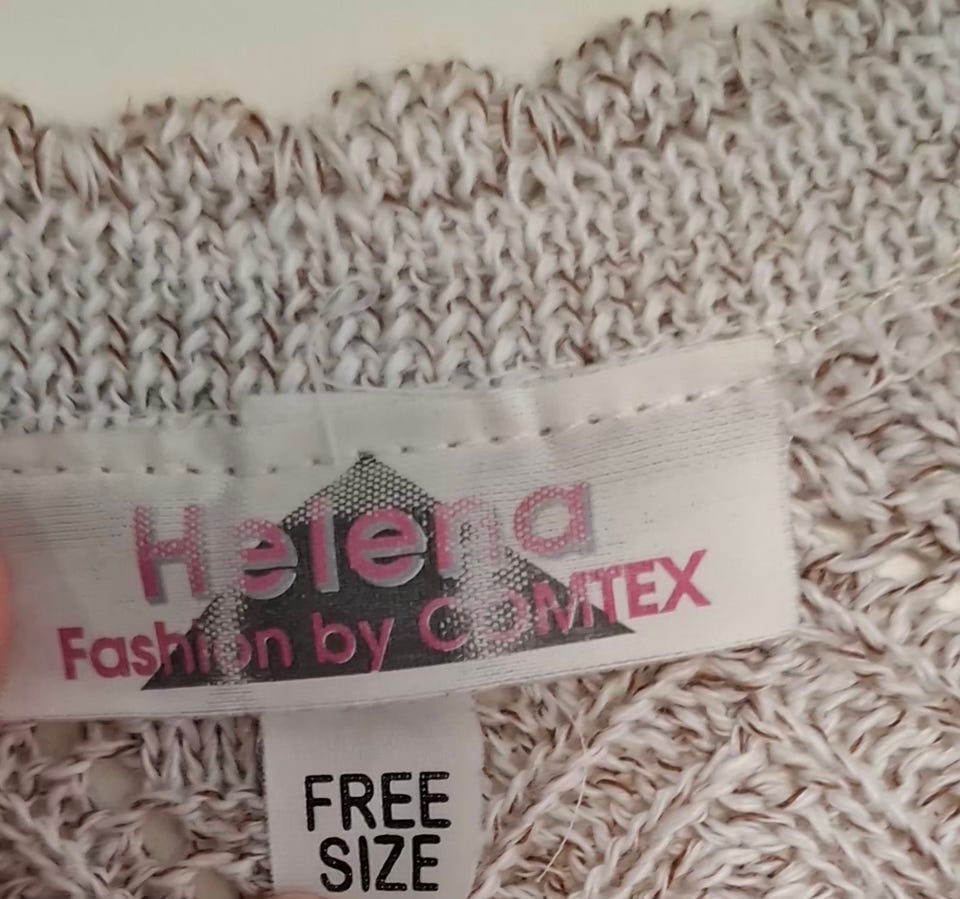 Helena
Fashion by COMTEX
FREE
SIZE